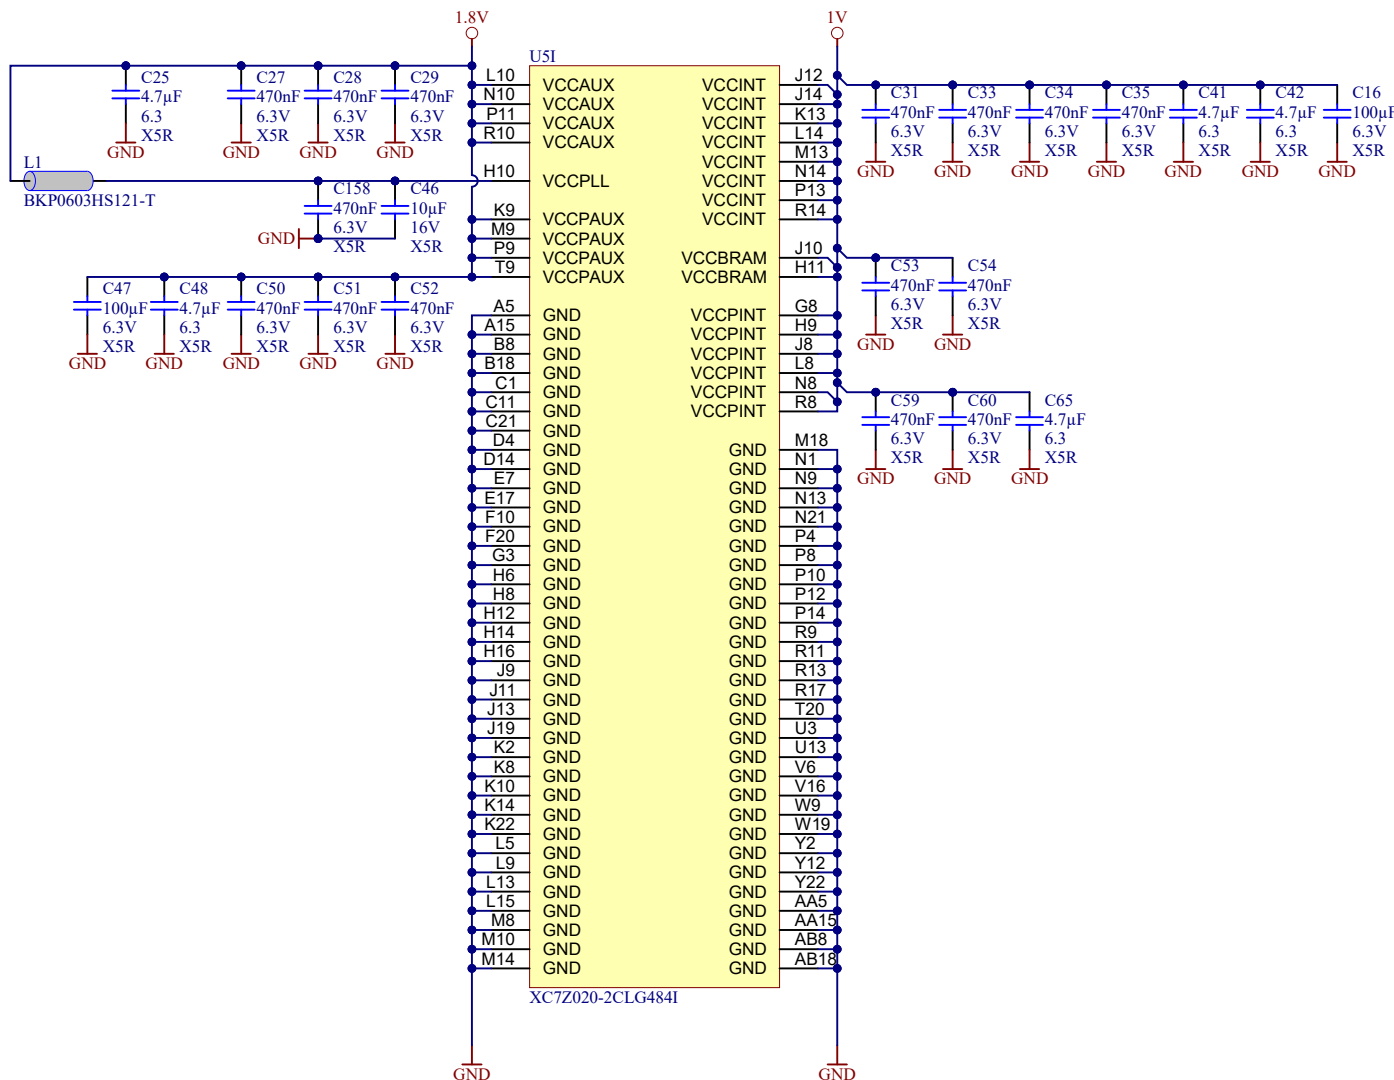 1.8V
1V
U5I
C25
4.7µF
6.3
X5R
GND
C27
470nF
6.3V
X5R
GND
C28
470nF
6.3V
X5R
GND
C29
470nF
6.3V
X5R
GND
L1
BKP0603HS121-T
C158
470nF
6.3V
X5R
C46
10µF
16V
X5R
GND
C47
100µF
6.3V
X5R
GND
C48
4.7µF
6.3
X5R
GND
C50
470nF
6.3V
X5R
GND
C51
470nF
6.3V
X5R
GND
C52
470nF
6.3V
X5R
GND
L10 VCCAUX
N10 VCCAUX
P11 VCCAUX
R10 VCCAUX
H10 VCCPLL
K9 VCCPAUX
M9 VCCPAUX
P9 VCCPAUX
T9 VCCPAUX
A5 GND
A15 GND
B8 GND
B18 GND
C1 GND
C11 GND
C21 GND
D4 GND
D14 GND
E7 GND
E17 GND
F10 GND
F20 GND
G3 GND
H6 GND
H8 GND
H12 GND
H14 GND
H16 GND
J9 GND
J11 GND
J13 GND
J19 GND
K2 GND
K8 GND
K10 GND
K14 GND
K22 GND
L5 GND
L9 GND
L13 GND
L15 GND
M8 GND
M10 GND
M14 GND
VCCINT J12
VCCINT J14
VCCINT K13
VCCINT L14
VCCINT M13
VCCINT N14
VCCINT P13
VCCINT R14
VCCBRAM J10
VCCBRAM H11
VCCPINT G8
VCCPINT H9
VCCPINT J8
VCCPINT L8
VCCPINT N8
VCCPINT R8
GND M18
GND N1
GND N9
GND N13
GND N21
GND P4
GND P8
GND P10
GND P12
GND P14
GND R9
GND R11
GND R13
GND R17
GND T20
GND U3
GND U13
GND V6
GND V16
GND W9
GND W19
GND Y2
GND Y12
GND Y22
GND AA5
GND AA15
GND AB8
GND AB18
C31
470nF
6.3V
X5R
GND
C33
470nF
6.3V
X5R
GND
C34
470nF
6.3V
X5R
GND
C35
470nF
6.3V
X5R
GND
C41
4.7µF
6.3
X5R
GND
C42
4.7µF
6.3
X5R
GND
C16
100µF
6.3V
X5R
GND
C53
470nF
6.3V
X5R
GND
C54
470nF
6.3V
X5R
GND
C59
470nF
6.3V
X5R
GND
C60
470nF
6.3V
X5R
GND
C65
4.7µF
6.3
X5R
GND
XC7Z020-2CLG484I
GND
GND